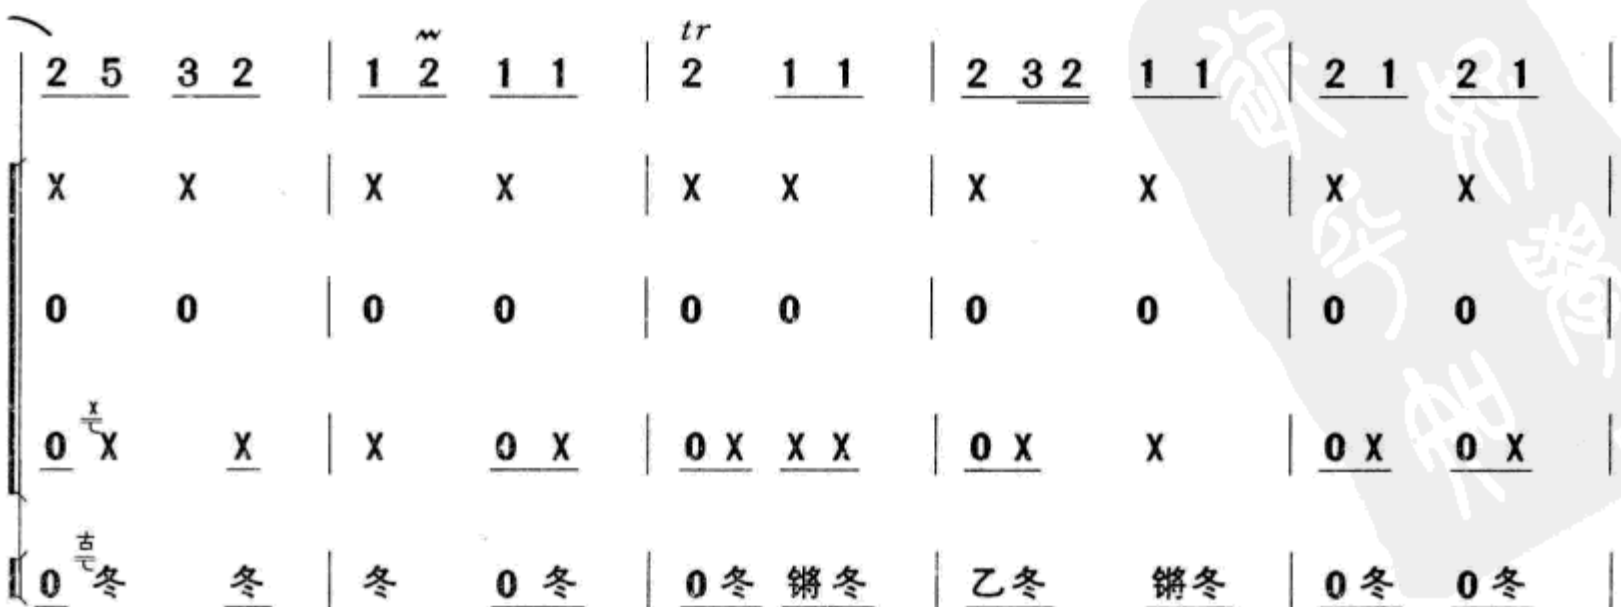 tr
2 5 3 2 | 1 2 1 1 | 2 1 1 | 2 3 2 1 1 | 2 1 2 1 |
X X | X X | X X | X X | X X |
0 0 | 0 0 | 0 0 | 0 0 | 0 0 |
X
0 X X | X 0 X | 0 X X X | 0 X X | 0 X 0 X |
古
0 冬 冬 | 冬 0 冬 | 0 冬 锵 冬 | 乙 冬 锵 冬 | 0 冬 0 冬 |